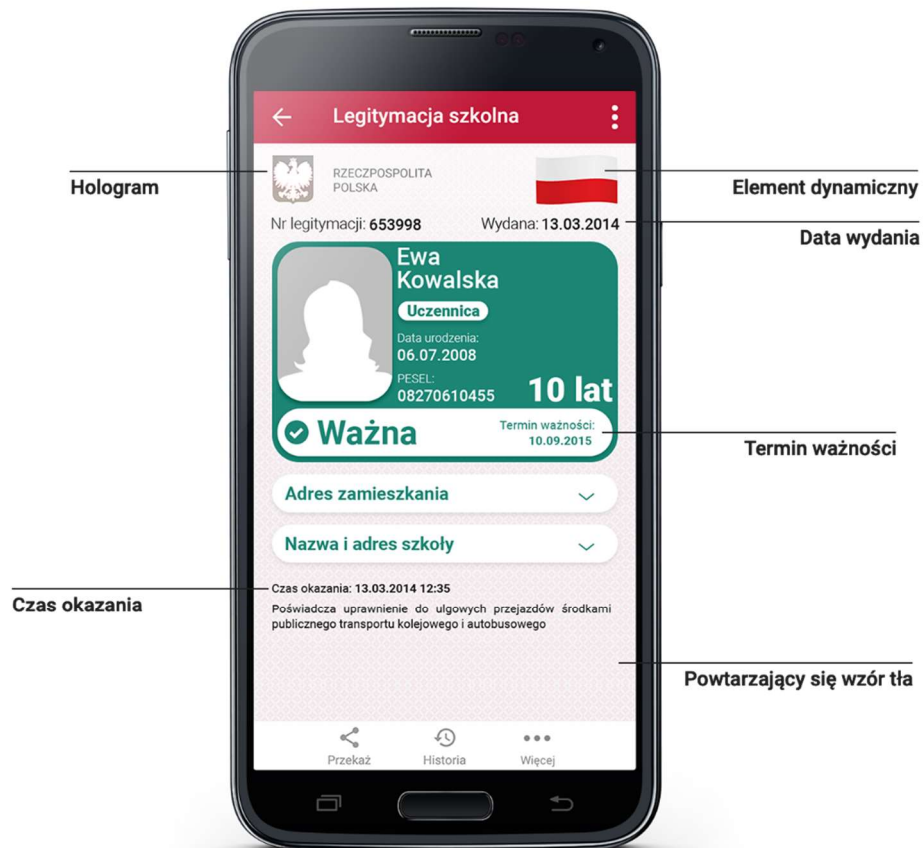 Legitymacja szkolna
RZECZPOSPOLITA
POLSKA
Hologram
Element dynamiczny
Nr legitymacji: 653998 Wydana: 13.03.2014
Data wydania
Ewa
Kowalska
Uczennica
Data urodzenia:
06.07.2008
PESEL:
08270610455
10 lat
Ważna
Termin ważności:
10.09.2015
Termin ważności
Adres zamieszkania
Nazwa i adres szkoły
Czas okazania: 13.03.2014 12:35
Czas okazania
Poświadcza uprawnienie do ulgowych przejazdów środkami
publicznego transportu kolejowego i autobusowego
Powtarzający się wzór tła
Przekaż Historia Więcej